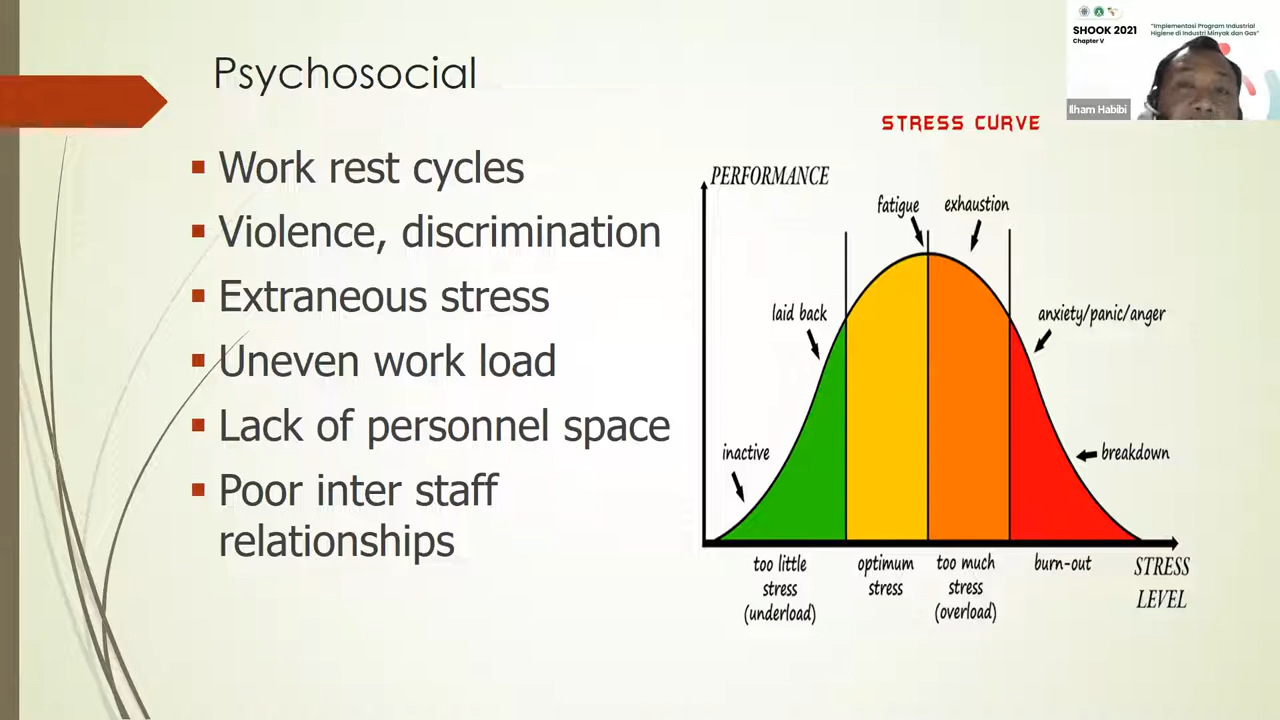 Psychosocial
▪ Work rest cycles
▪ Violence, discrimination
▪ Extraneous stress
▪ Uneven work load
▪ Lack of personnel space
▪ Poor inter staff
relationships
STRESS CURVE
PERFORMANCE
fatigue
exhaustion
laid back
anxiety/panic/anger
inactive
breakdown
too little
stress
(underload)
optimum
stress
too much
stress
(overload)
burn-out
STRESS
LEVEL
SHOOK 2021
Chapter V
"Implementasi Program Industrial
Higiene di Industri Minyak dan Gas"
Ilham Habibi